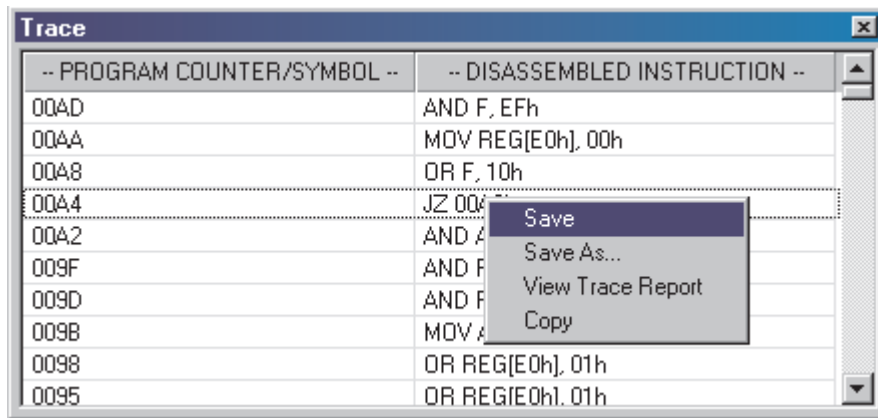 Trace
-- PROGRAM COUNTER/SYMBOL -- -- DISASSEMBLED INSTRUCTION --
00AD AND F, EFh
00AA MOV REG[E0h], 00h
00A8 OR F, 10h
00A4 JZ
00A2 AND
009F AND
009D AND
009B MOV
0098 OR REG[E0h], 01h
0095 OR REG[E0h], 01h
Save
Save As...
View Trace Report
Copy